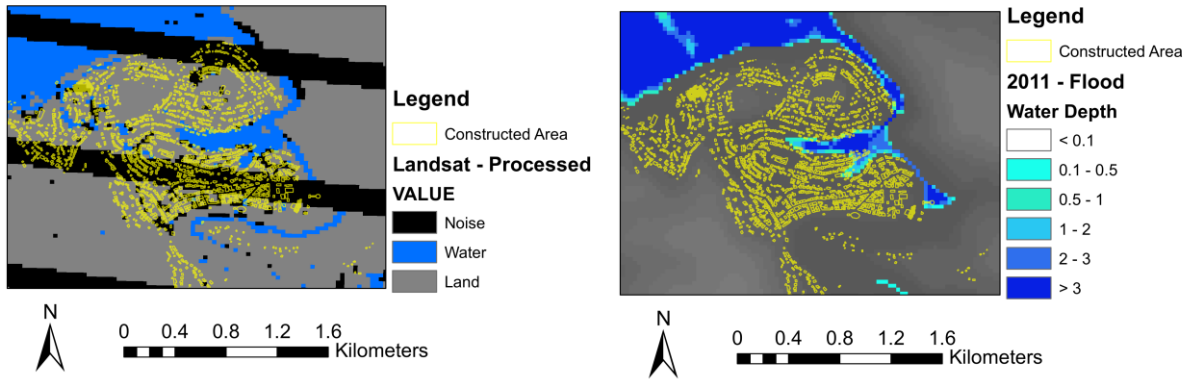 Legend
Constructed Area
Landsat - Processed
VALUE
Noise
Water
Land
N
0 0.4 0.8 1.2 1.6
Kilometers
Legend
Constructed Area
2011 - Flood
Water Depth
< 0.1
0.1 - 0.5
0.5 - 1
1 - 2
2 - 3
> 3
N
0 0.4 0.8 1.2 1.6
Kilometers